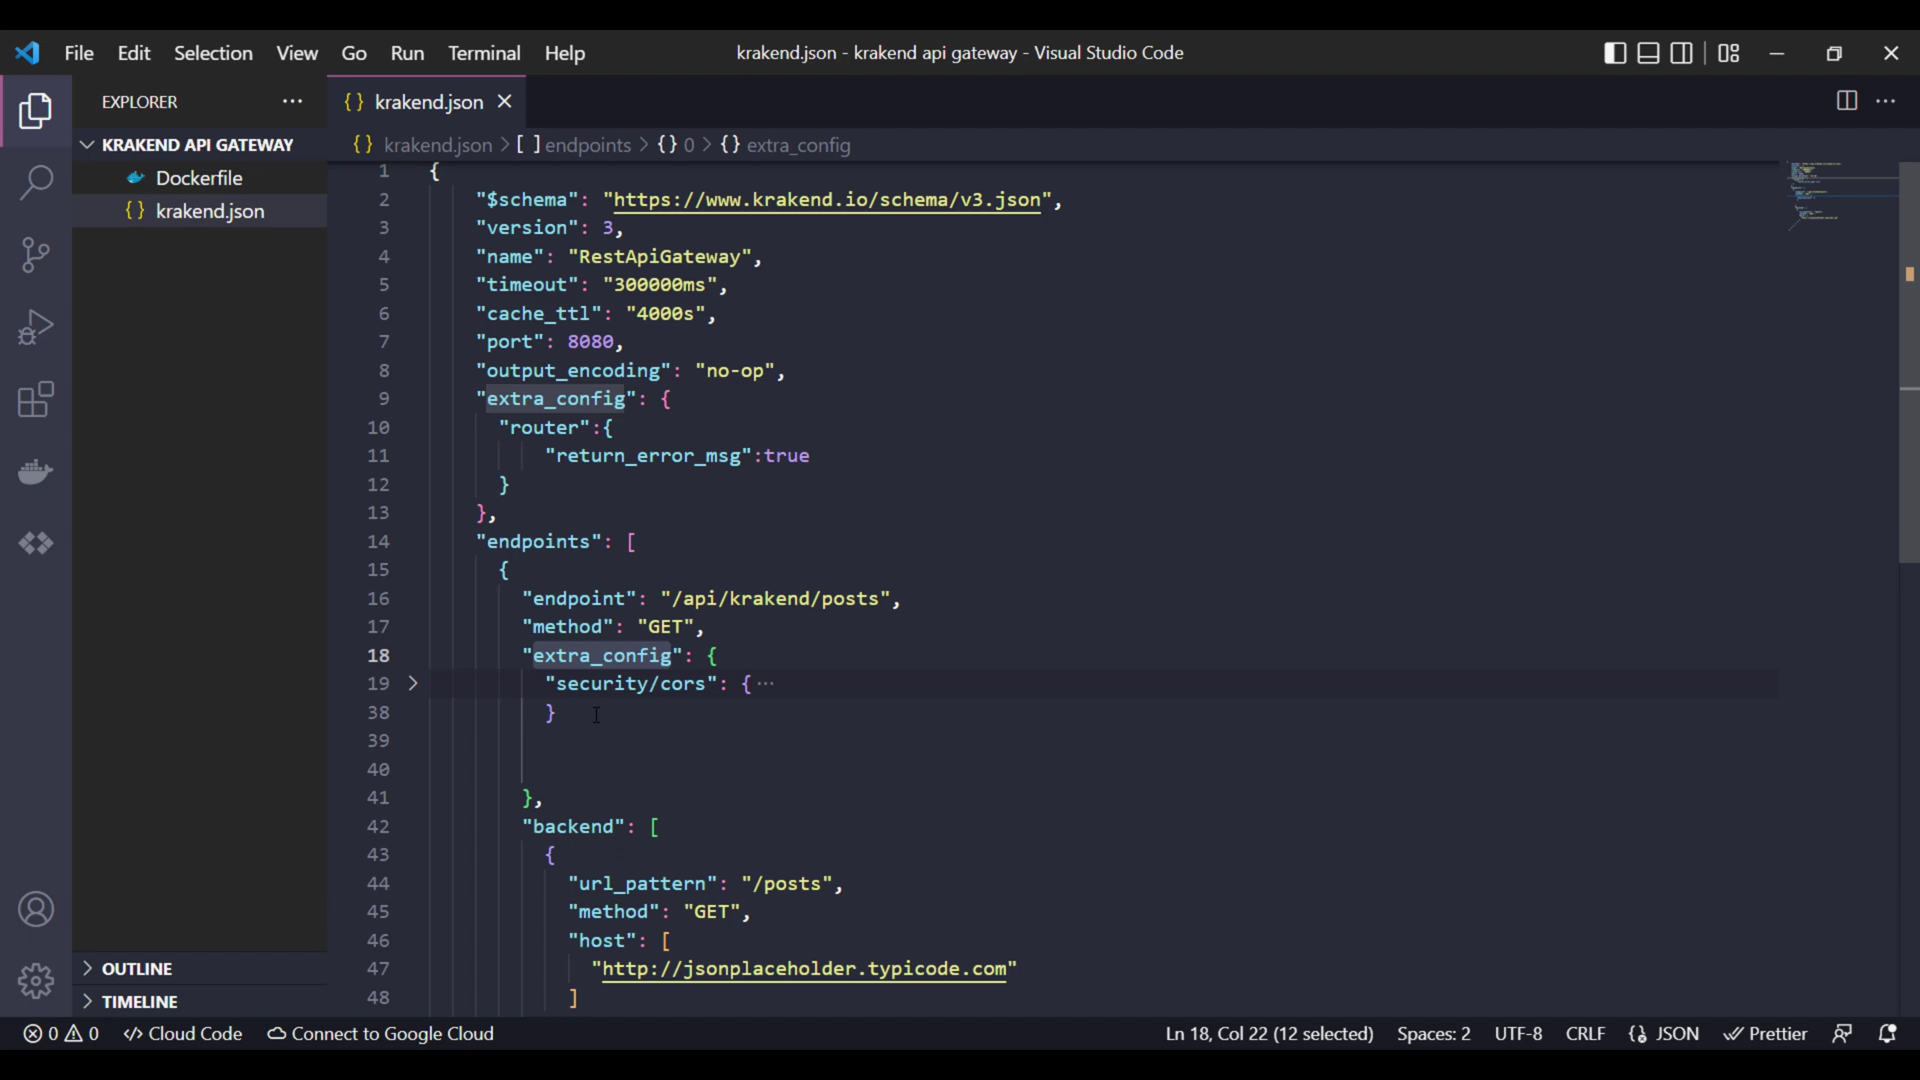 File Edit Selection View Go Run Terminal Help krakend.json - krakend api gateway - Visual Studio Code
EXPLORER ···
KRAKEND API GATEWAY
Dockerfile
{} krakend.json
OUTLINE
TIMELINE
{} krakend.json
{} krakend.json > [ ] endpoints > {} 0 > {} extra_config
1 {
2 "$schema": "https://www.krakend.io/schema/v3.json",
3 "version": 3,
4 "name": "RestApiGateway",
5 "timeout": "300000ms",
6 "cache_ttl": "4000s",
7 "port": 8080,
8 "output_encoding": "no-op",
9 "extra_config": {
10 "router":{
11 "return_error_msg":true
12 }
13 },
14 "endpoints": [
15 {
16 "endpoint": "/api/krakend/posts",
17 "method": "GET",
18 "extra_config": {
19 "security/cors": { ···
38 }
39
40
41 },
42 "backend": [
43 {
44 "url_pattern": "/posts",
45 "method": "GET",
46 "host": [
47 "http://jsonplaceholder.typicode.com"
48 ]
0 0 Cloud Code Connect to Google Cloud Ln 18, Col 22 (12 selected) Spaces: 2 UTF-8 CRLF {} JSON Prettier